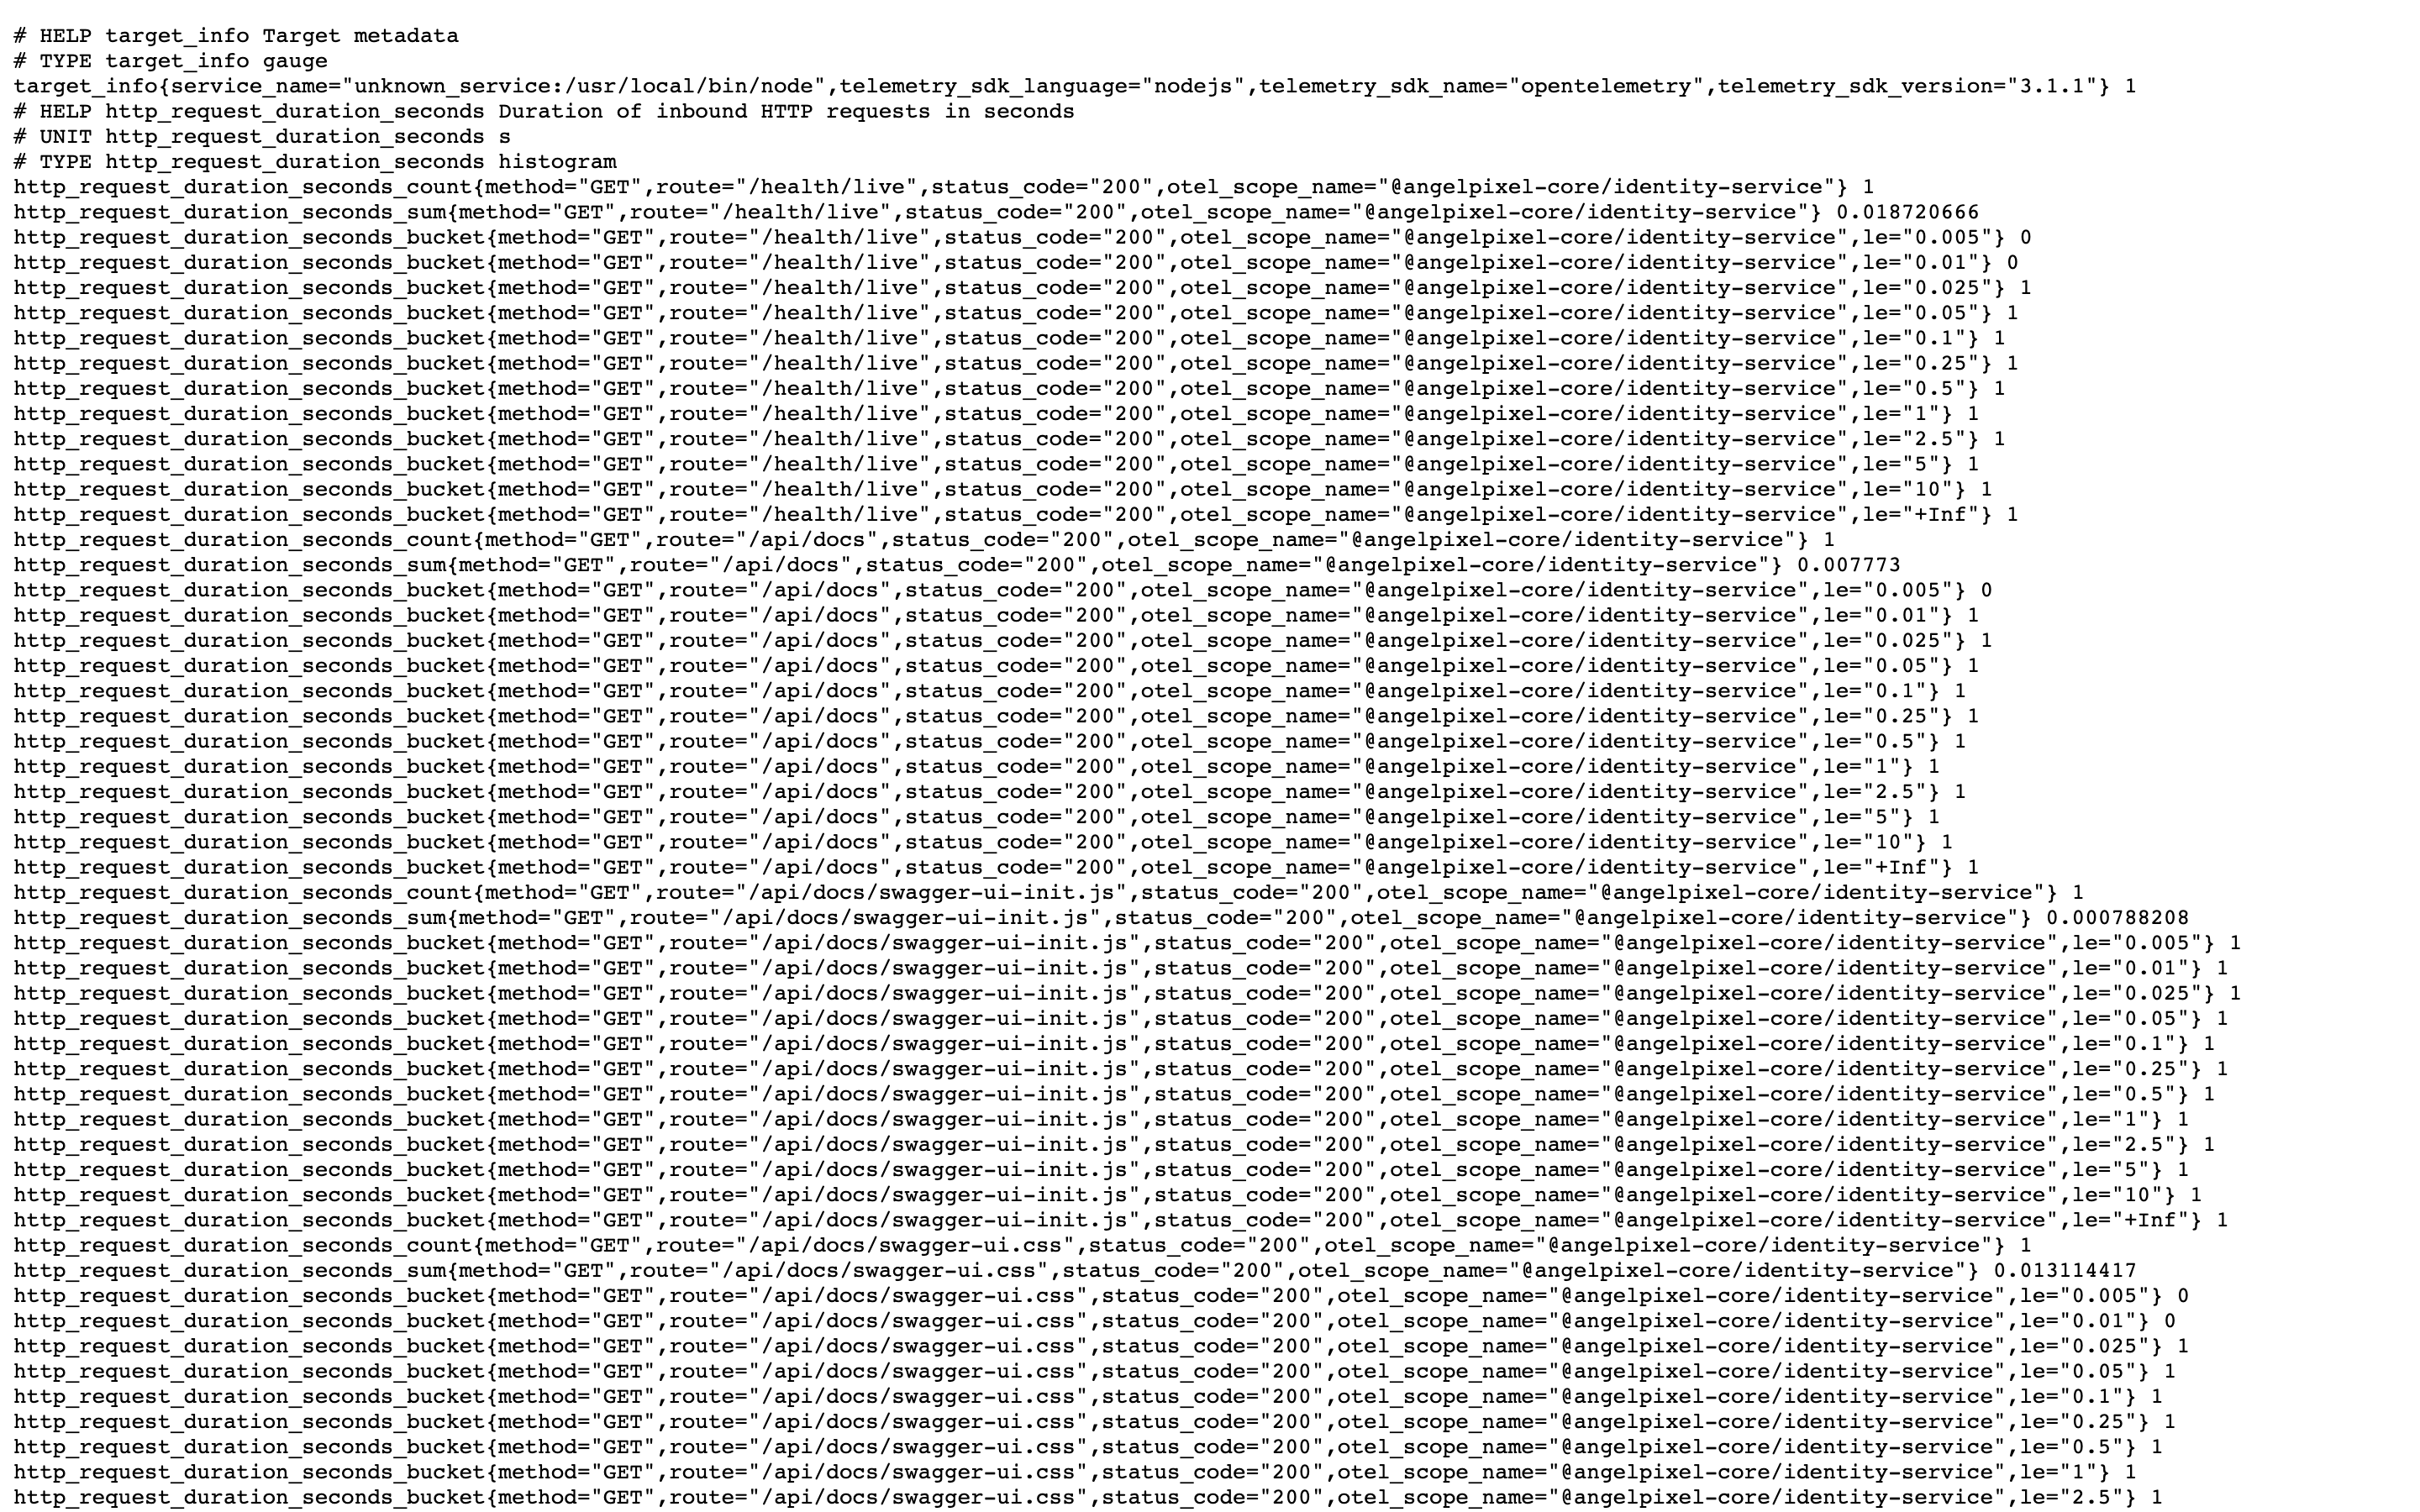 # HELP target_info Target metadata
# TYPE target_info gauge
target_info{service_name="unknown_service:/usr/local/bin/node",telemetry_sdk_language="nodejs",telemetry_sdk_name="opentelemetry",telemetry_sdk_version="3.1.1"} 1
# HELP http_request_duration_seconds Duration of inbound HTTP requests in seconds
# UNIT http_request_duration_seconds s
# TYPE http_request_duration_seconds histogram
http_request_duration_seconds_count{method="GET",route="/health/live",status_code="200",otel_scope_name="@angelpixel-core/identity-service"} 1
http_request_duration_seconds_sum{method="GET",route="/health/live",status_code="200",otel_scope_name="@angelpixel-core/identity-service"} 0.018720666
http_request_duration_seconds_bucket{method="GET",route="/health/live",status_code="200",otel_scope_name="@angelpixel-core/identity-service",le="0.005"} 0
http_request_duration_seconds_bucket{method="GET",route="/health/live",status_code="200",otel_scope_name="@angelpixel-core/identity-service",le="0.01"} 0
http_request_duration_seconds_bucket{method="GET",route="/health/live",status_code="200",otel_scope_name="@angelpixel-core/identity-service",le="0.025"} 1
http_request_duration_seconds_bucket{method="GET",route="/health/live",status_code="200",otel_scope_name="@angelpixel-core/identity-service",le="0.05"} 1
http_request_duration_seconds_bucket{method="GET",route="/health/live",status_code="200",otel_scope_name="@angelpixel-core/identity-service",le="0.1"} 1
http_request_duration_seconds_bucket{method="GET",route="/health/live",status_code="200",otel_scope_name="@angelpixel-core/identity-service",le="0.25"} 1
http_request_duration_seconds_bucket{method="GET",route="/health/live",status_code="200",otel_scope_name="@angelpixel-core/identity-service",le="0.5"} 1
http_request_duration_seconds_bucket{method="GET",route="/health/live",status_code="200",otel_scope_name="@angelpixel-core/identity-service",le="1"} 1
http_request_duration_seconds_bucket{method="GET",route="/health/live",status_code="200",otel_scope_name="@angelpixel-core/identity-service",le="2.5"} 1
http_request_duration_seconds_bucket{method="GET",route="/health/live",status_code="200",otel_scope_name="@angelpixel-core/identity-service",le="5"} 1
http_request_duration_seconds_bucket{method="GET",route="/health/live",status_code="200",otel_scope_name="@angelpixel-core/identity-service",le="10"} 1
http_request_duration_seconds_bucket{method="GET",route="/health/live",status_code="200",otel_scope_name="@angelpixel-core/identity-service",le="+Inf"} 1
http_request_duration_seconds_count{method="GET",route="/api/docs",status_code="200",otel_scope_name="@angelpixel-core/identity-service"} 1
http_request_duration_seconds_sum{method="GET",route="/api/docs",status_code="200",otel_scope_name="@angelpixel-core/identity-service"} 0.007773
http_request_duration_seconds_bucket{method="GET",route="/api/docs",status_code="200",otel_scope_name="@angelpixel-core/identity-service",le="0.005"} 0
http_request_duration_seconds_bucket{method="GET",route="/api/docs",status_code="200",otel_scope_name="@angelpixel-core/identity-service",le="0.01"} 1
http_request_duration_seconds_bucket{method="GET",route="/api/docs",status_code="200",otel_scope_name="@angelpixel-core/identity-service",le="0.025"} 1
http_request_duration_seconds_bucket{method="GET",route="/api/docs",status_code="200",otel_scope_name="@angelpixel-core/identity-service",le="0.05"} 1
http_request_duration_seconds_bucket{method="GET",route="/api/docs",status_code="200",otel_scope_name="@angelpixel-core/identity-service",le="0.1"} 1
http_request_duration_seconds_bucket{method="GET",route="/api/docs",status_code="200",otel_scope_name="@angelpixel-core/identity-service",le="0.25"} 1
http_request_duration_seconds_bucket{method="GET",route="/api/docs",status_code="200",otel_scope_name="@angelpixel-core/identity-service",le="0.5"} 1
http_request_duration_seconds_bucket{method="GET",route="/api/docs",status_code="200",otel_scope_name="@angelpixel-core/identity-service",le="1"} 1
http_request_duration_seconds_bucket{method="GET",route="/api/docs",status_code="200",otel_scope_name="@angelpixel-core/identity-service",le="2.5"} 1
http_request_duration_seconds_bucket{method="GET",route="/api/docs",status_code="200",otel_scope_name="@angelpixel-core/identity-service",le="5"} 1
http_request_duration_seconds_bucket{method="GET",route="/api/docs",status_code="200",otel_scope_name="@angelpixel-core/identity-service",le="10"} 1
http_request_duration_seconds_bucket{method="GET",route="/api/docs",status_code="200",otel_scope_name="@angelpixel-core/identity-service",le="+Inf"} 1
http_request_duration_seconds_count{method="GET",route="/api/docs/swagger-ui-init.js",status_code="200",otel_scope_name="@angelpixel-core/identity-service"} 1
http_request_duration_seconds_sum{method="GET",route="/api/docs/swagger-ui-init.js",status_code="200",otel_scope_name="@angelpixel-core/identity-service"} 0.000788208
http_request_duration_seconds_bucket{method="GET",route="/api/docs/swagger-ui-init.js",status_code="200",otel_scope_name="@angelpixel-core/identity-service",le="0.005"} 1
http_request_duration_seconds_bucket{method="GET",route="/api/docs/swagger-ui-init.js",status_code="200",otel_scope_name="@angelpixel-core/identity-service",le="0.01"} 1
http_request_duration_seconds_bucket{method="GET",route="/api/docs/swagger-ui-init.js",status_code="200",otel_scope_name="@angelpixel-core/identity-service",le="0.025"} 1
http_request_duration_seconds_bucket{method="GET",route="/api/docs/swagger-ui-init.js",status_code="200",otel_scope_name="@angelpixel-core/identity-service",le="0.05"} 1
http_request_duration_seconds_bucket{method="GET",route="/api/docs/swagger-ui-init.js",status_code="200",otel_scope_name="@angelpixel-core/identity-service",le="0.1"} 1
http_request_duration_seconds_bucket{method="GET",route="/api/docs/swagger-ui-init.js",status_code="200",otel_scope_name="@angelpixel-core/identity-service",le="0.25"} 1
http_request_duration_seconds_bucket{method="GET",route="/api/docs/swagger-ui-init.js",status_code="200",otel_scope_name="@angelpixel-core/identity-service",le="0.5"} 1
http_request_duration_seconds_bucket{method="GET",route="/api/docs/swagger-ui-init.js",status_code="200",otel_scope_name="@angelpixel-core/identity-service",le="1"} 1
http_request_duration_seconds_bucket{method="GET",route="/api/docs/swagger-ui-init.js",status_code="200",otel_scope_name="@angelpixel-core/identity-service",le="2.5"} 1
http_request_duration_seconds_bucket{method="GET",route="/api/docs/swagger-ui-init.js",status_code="200",otel_scope_name="@angelpixel-core/identity-service",le="5"} 1
http_request_duration_seconds_bucket{method="GET",route="/api/docs/swagger-ui-init.js",status_code="200",otel_scope_name="@angelpixel-core/identity-service",le="10"} 1
http_request_duration_seconds_bucket{method="GET",route="/api/docs/swagger-ui-init.js",status_code="200",otel_scope_name="@angelpixel-core/identity-service",le="+Inf"} 1
http_request_duration_seconds_count{method="GET",route="/api/docs/swagger-ui.css",status_code="200",otel_scope_name="@angelpixel-core/identity-service"} 1
http_request_duration_seconds_sum{method="GET",route="/api/docs/swagger-ui.css",status_code="200",otel_scope_name="@angelpixel-core/identity-service"} 0.013114417
http_request_duration_seconds_bucket{method="GET",route="/api/docs/swagger-ui.css",status_code="200",otel_scope_name="@angelpixel-core/identity-service",le="0.005"} 0
http_request_duration_seconds_bucket{method="GET",route="/api/docs/swagger-ui.css",status_code="200",otel_scope_name="@angelpixel-core/identity-service",le="0.01"} 0
http_request_duration_seconds_bucket{method="GET",route="/api/docs/swagger-ui.css",status_code="200",otel_scope_name="@angelpixel-core/identity-service",le="0.025"} 1
http_request_duration_seconds_bucket{method="GET",route="/api/docs/swagger-ui.css",status_code="200",otel_scope_name="@angelpixel-core/identity-service",le="0.05"} 1
http_request_duration_seconds_bucket{method="GET",route="/api/docs/swagger-ui.css",status_code="200",otel_scope_name="@angelpixel-core/identity-service",le="0.1"} 1
http_request_duration_seconds_bucket{method="GET",route="/api/docs/swagger-ui.css",status_code="200",otel_scope_name="@angelpixel-core/identity-service",le="0.25"} 1
http_request_duration_seconds_bucket{method="GET",route="/api/docs/swagger-ui.css",status_code="200",otel_scope_name="@angelpixel-core/identity-service",le="0.5"} 1
http_request_duration_seconds_bucket{method="GET",route="/api/docs/swagger-ui.css",status_code="200",otel_scope_name="@angelpixel-core/identity-service",le="1"} 1
http_request_duration_seconds_bucket{method="GET",route="/api/docs/swagger-ui.css",status_code="200",otel_scope_name="@angelpixel-core/identity-service",le="2.5"} 1